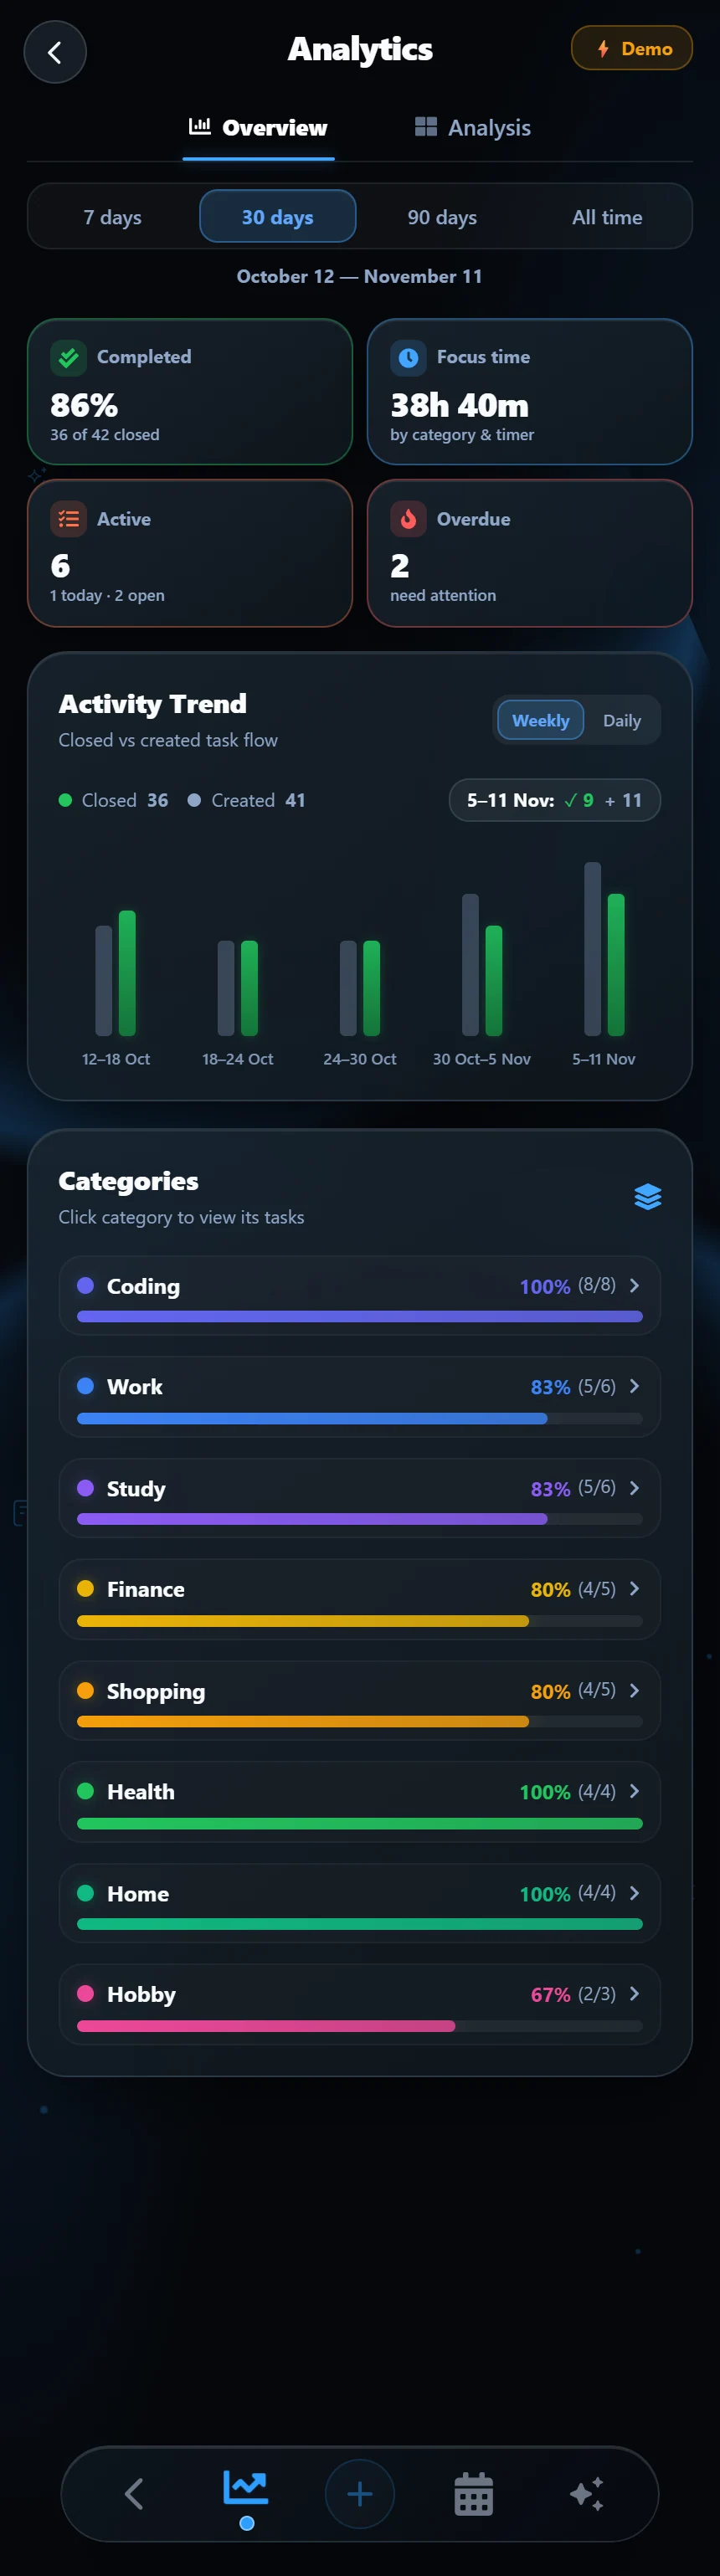 Analytics
Demo
Overview
Analysis
7 days
30 days
90 days
All time
October 12 — November 11
Completed
86%
36 of 42 closed
Focus time
38h 40m
by category & timer
Active
6
1 today · 2 open
Overdue
2
need attention
Activity Trend
Closed vs created task flow
Weekly
Daily
Closed 36
Created 41
5–11 Nov: ✓ 9 + 11
12–18 Oct
18–24 Oct
24–30 Oct
30 Oct–5 Nov
5–11 Nov
Categories
Click category to view its tasks
Coding
100% (8/8)
Work
83% (5/6)
Study
83% (5/6)
Finance
80% (4/5)
Shopping
80% (4/5)
Health
100% (4/4)
Home
100% (4/4)
Hobby
67% (2/3)